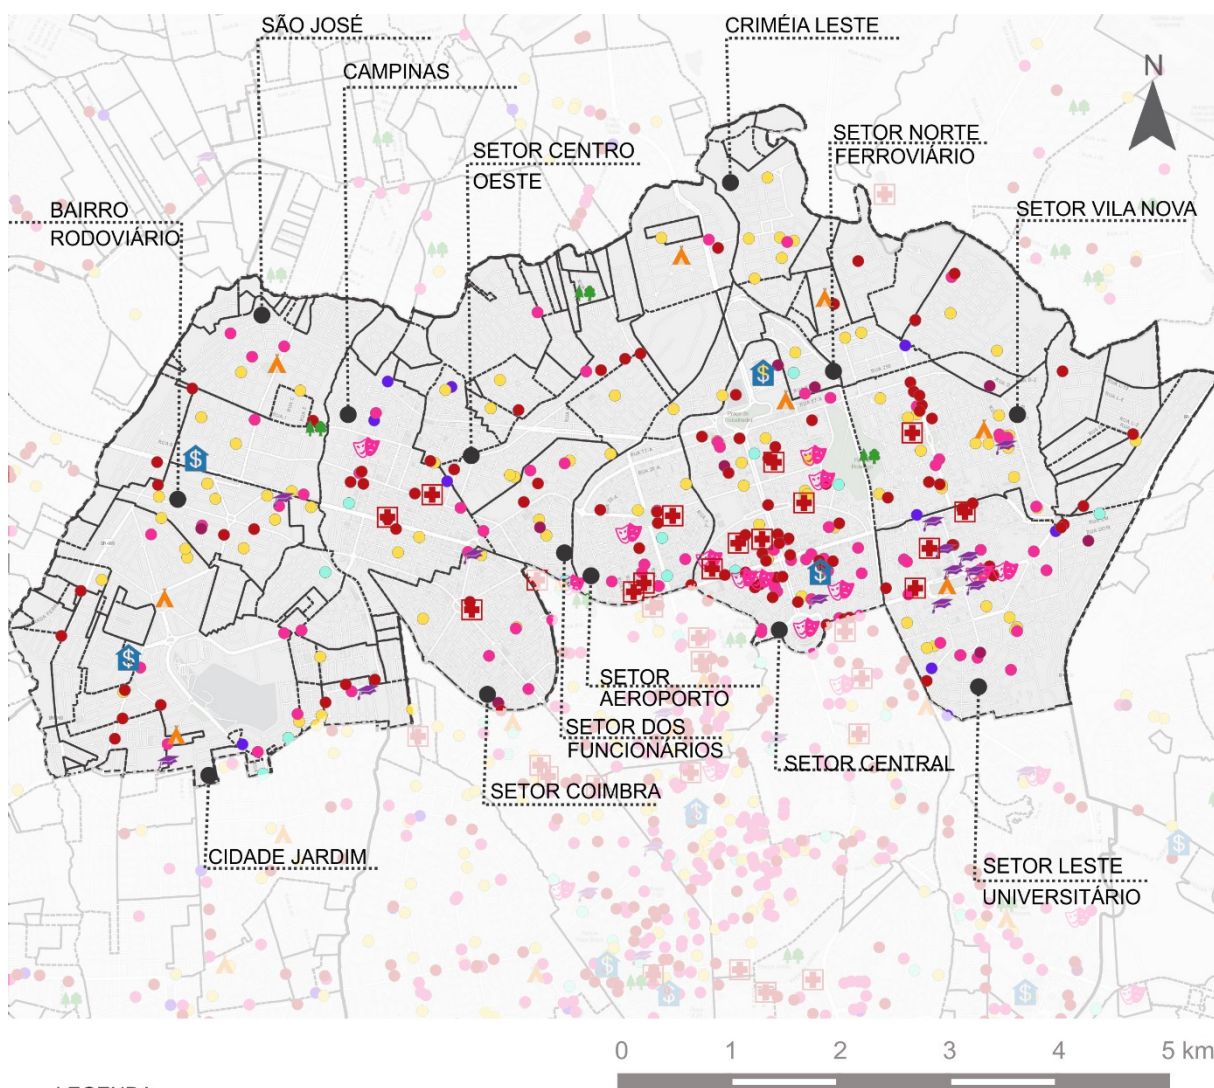 SÃO JOSÉ
CRIMÉIA LESTE
CAMPINAS
N
SETOR NORTE
FERROVIÁRIO
SETOR CENTRO
OESTE
BAIRRO
RODOVIÁRIO
SETOR VILA NOVA
SETOR
AEROPORTO
SETOR DOS
FUNCIONÁRIOS
SETOR CENTRAL
SETOR COIMBRA
CIDADE JARDIM
SETOR LESTE
UNIVERSITÁRIO
0 1 2 3 4 5 km